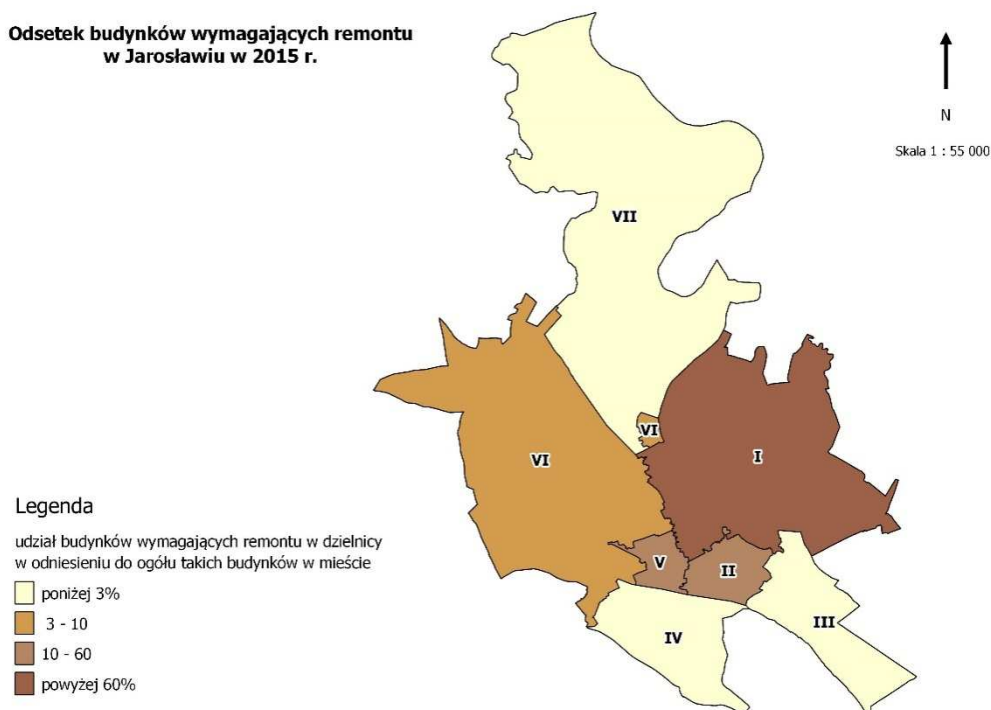 Odsetek budynków wymagających remontu
w Jarosławiu w 2015 r.
N
Skala 1 : 55 000
VII
VI
VI
I
V
II
III
IV
Legenda
udział budynków wymagających remontu w dzielnicy
w odniesieniu do ogółu takich budynków w mieście
poniżej 3%
3 - 10
10 - 60
powyżej 60%